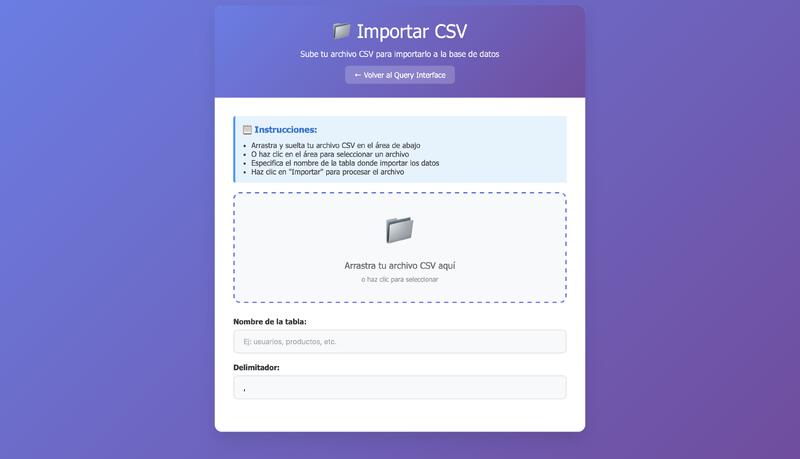 Importar CSV
Sube tu archivo CSV para importarlo a la base de datos
← Volver al Query Interface
Instrucciones:
• Arrastra y suelta tu archivo CSV en el área de abajo
• O haz clic en el área para seleccionar un archivo
• Especifica el nombre de la tabla donde importar los datos
• Haz clic en "Importar" para procesar el archivo
Arrastra tu archivo CSV aquí
o haz clic para seleccionar
Nombre de la tabla:
Ej: usuarios, productos, etc.
Delimitador:
,